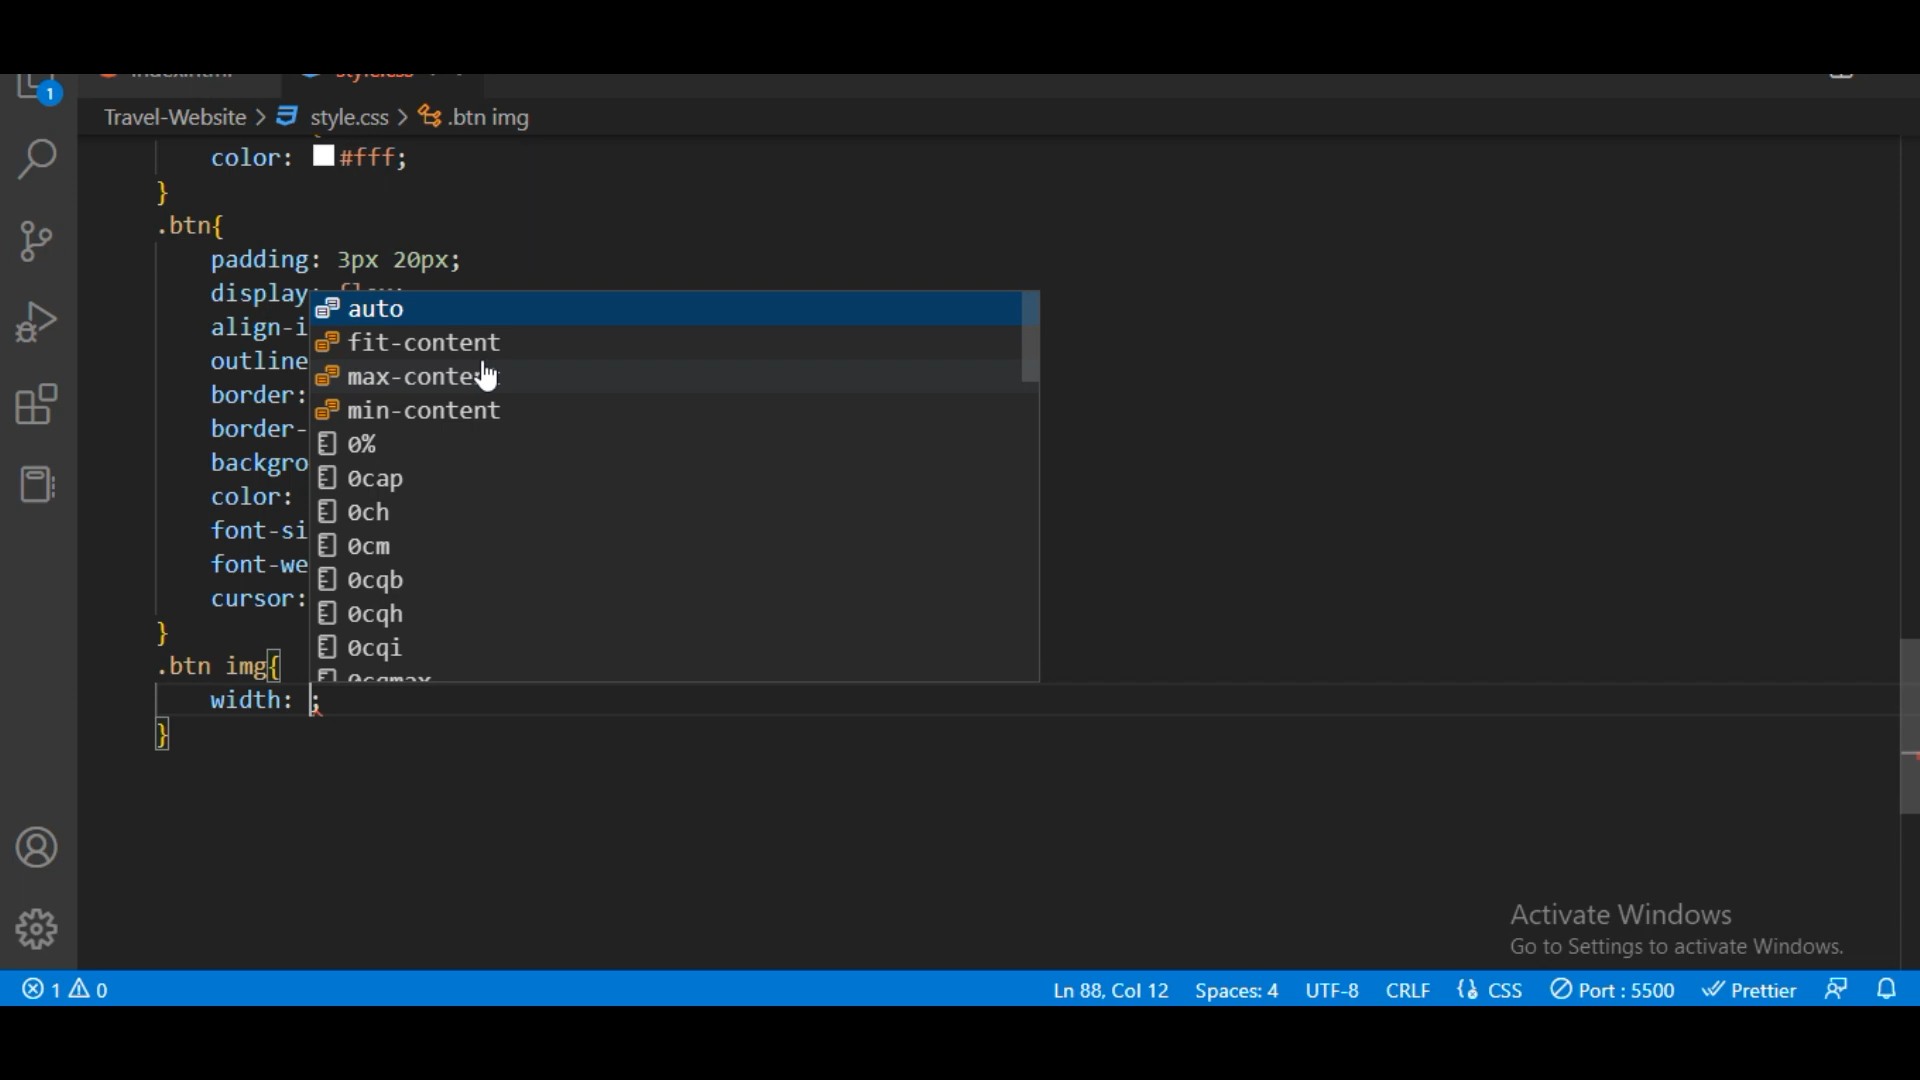 1
Travel-Website > style.css > .btn img
color: #fff;
}
.btn{
padding: 3px 20px;
display:
align-i
outline
border:
border-
backgro
color:
font-si
font-we
cursor:
}
auto
fit-content
max-conte
min-content
0%
0cap
0ch
0cm
0cqb
0cqh
0cqi
0cqmax
.btn img{
width: ;
}
Activate Windows
Go to Settings to activate Windows.
1 0 Ln 88, Col 12 Spaces: 4 UTF-8 CRLF CSS Port : 5500 Prettier